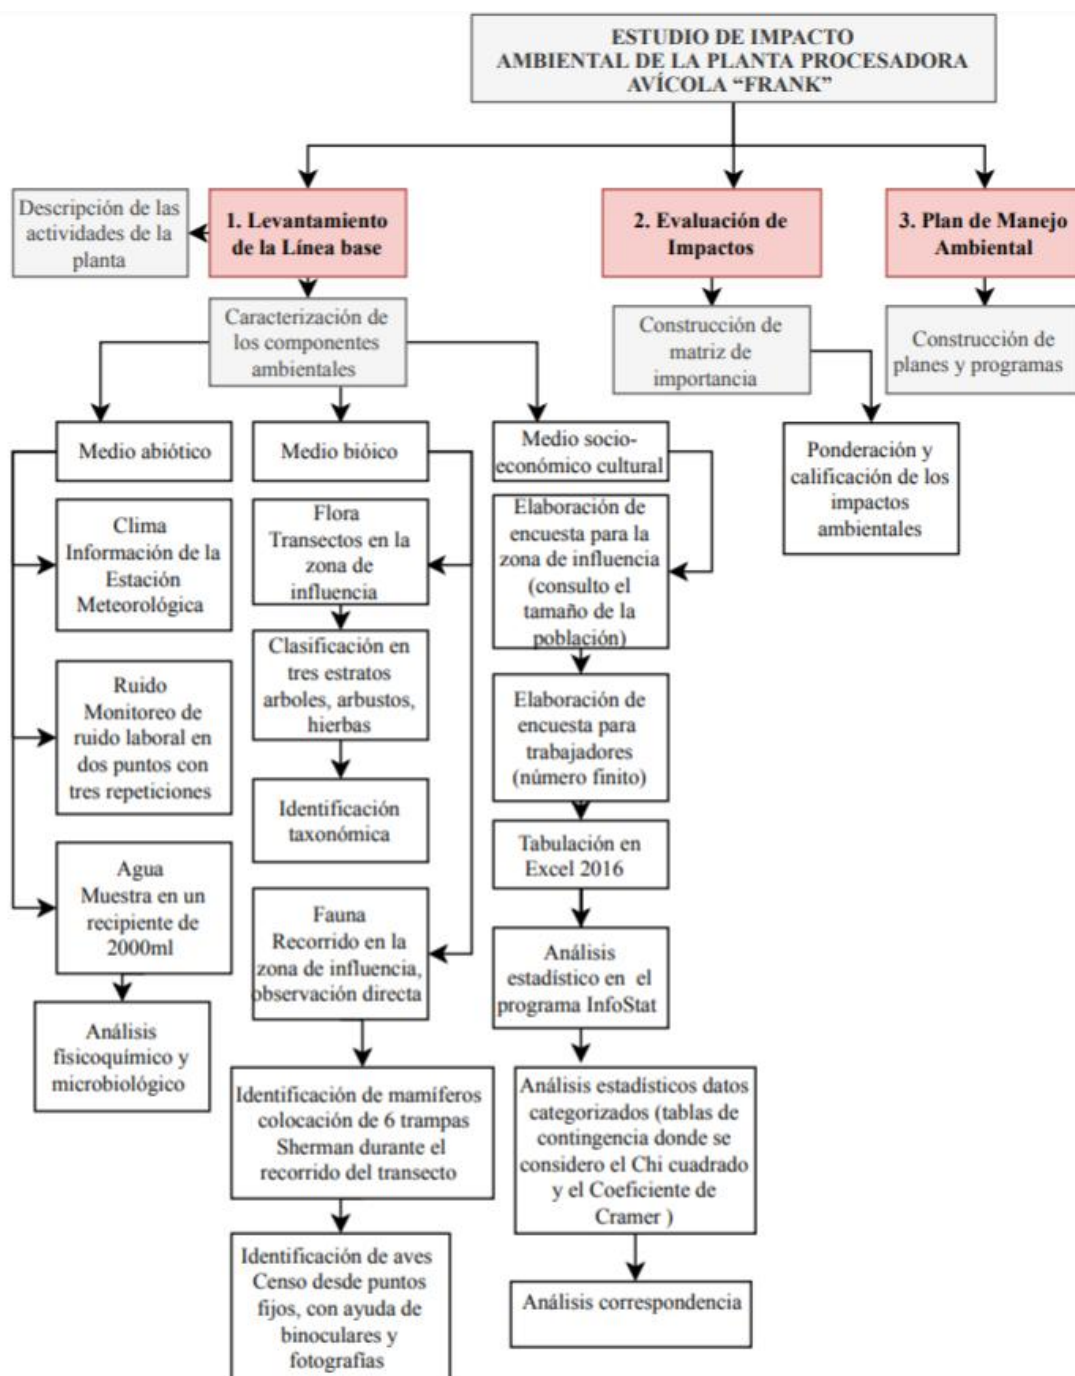 ESTUDIO DE IMPACTO
AMBIENTAL DE LA PLANTA PROCESADORA
AVÍCOLA “FRANK”
Descripción de las
actividades de la
planta
1. Levantamiento
de la Línea base
2. Evaluación de
Impactos
3. Plan de Manejo
Ambiental
Caracterización de
los componentes
ambientales
Construcción de
matriz de
importancia
Construcción de
planes y programas
Ponderación y
calificación de los
impactos
ambientales
Medio abiótico
Clima
Información de la
Estación
Meteorológica
Ruido
Monitoreo de
ruido laboral en
dos puntos con
tres repeticiones
Agua
Muestra en un
recipiente de
2000ml
Análisis
fisicoquímico y
microbiológico
Medio bióico
Flora
Transectos en la
zona de
influencia
Clasificación en
tres estratos
arboles, arbustos,
hierbas
Identificación
taxonómica
Fauna
Recorrido en la
zona de influencia,
observación directa
Identificación de mamíferos
colocación de 6 trampas
Sherman durante el
recorrido del transecto
Identificación de aves
Censo desde puntos
fijos, con ayuda de
binoculares y
fotografías
Medio socio-
económico cultural
Elaboración de
encuesta para la
zona de influencia
(consulto el
tamaño de la
población)
Elaboración de
encuesta para
trabajadores
(número finito)
Tabulación en
Excel 2016
Análisis
estadístico en el
programa InfoStat
Análisis estadísticos datos
categorizados (tablas de
contingencia donde se
considero el Chi cuadrado
y el Coeficiente de
Cramer )
Análisis correspondencia